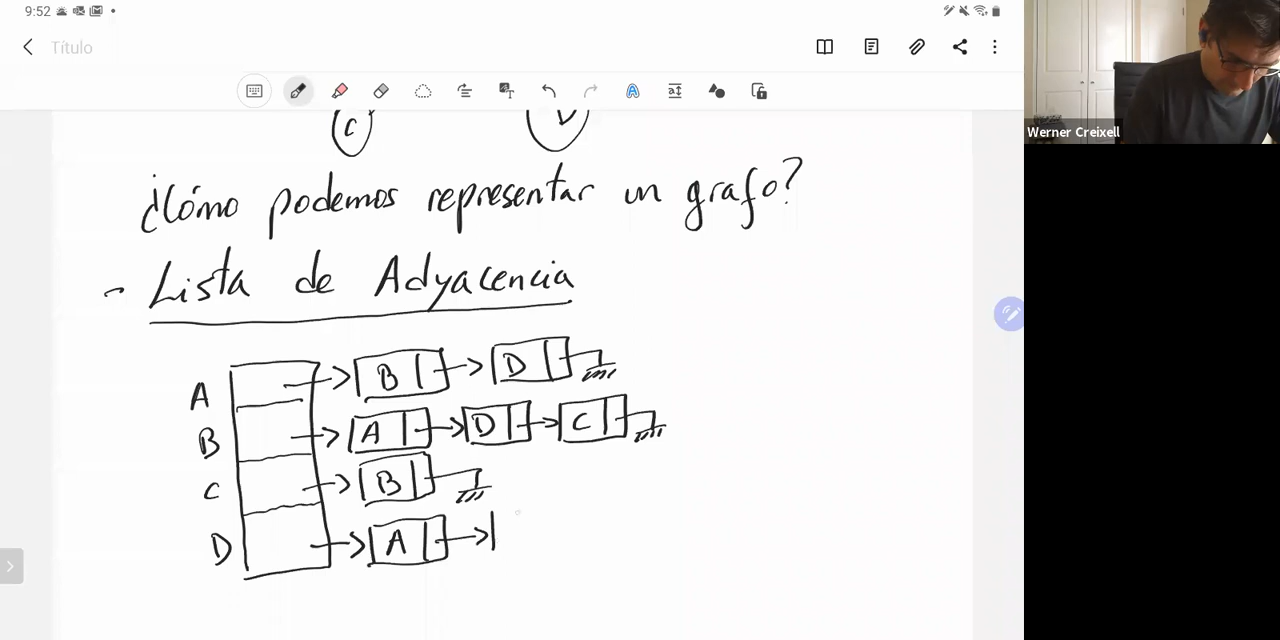 9:52
Título
C
Werner Creixell
¿Cómo podemos representar un grafo?
- Lista de Adyacencia
A B D
B A D C
C B
D A